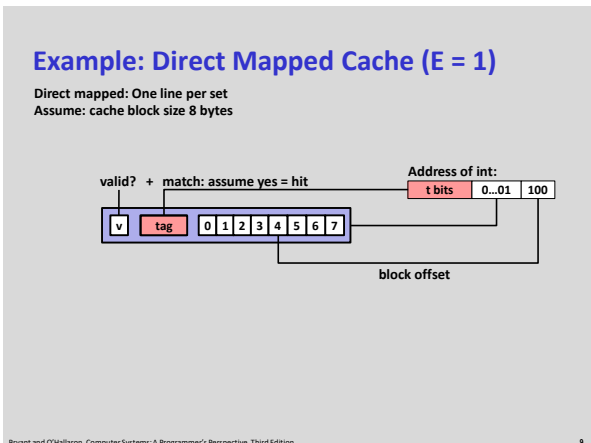 Example: Direct Mapped Cache (E = 1)
Direct mapped: One line per set
Assume: cache block size 8 bytes
valid? + match: assume yes = hit
Address of int:
t bits 0…01 100
v tag 0 1 2 3 4 5 6 7
block offset
Bryant and O'Hallaron, Computer Systems: A Programmer's Perspective, Third Edition
9